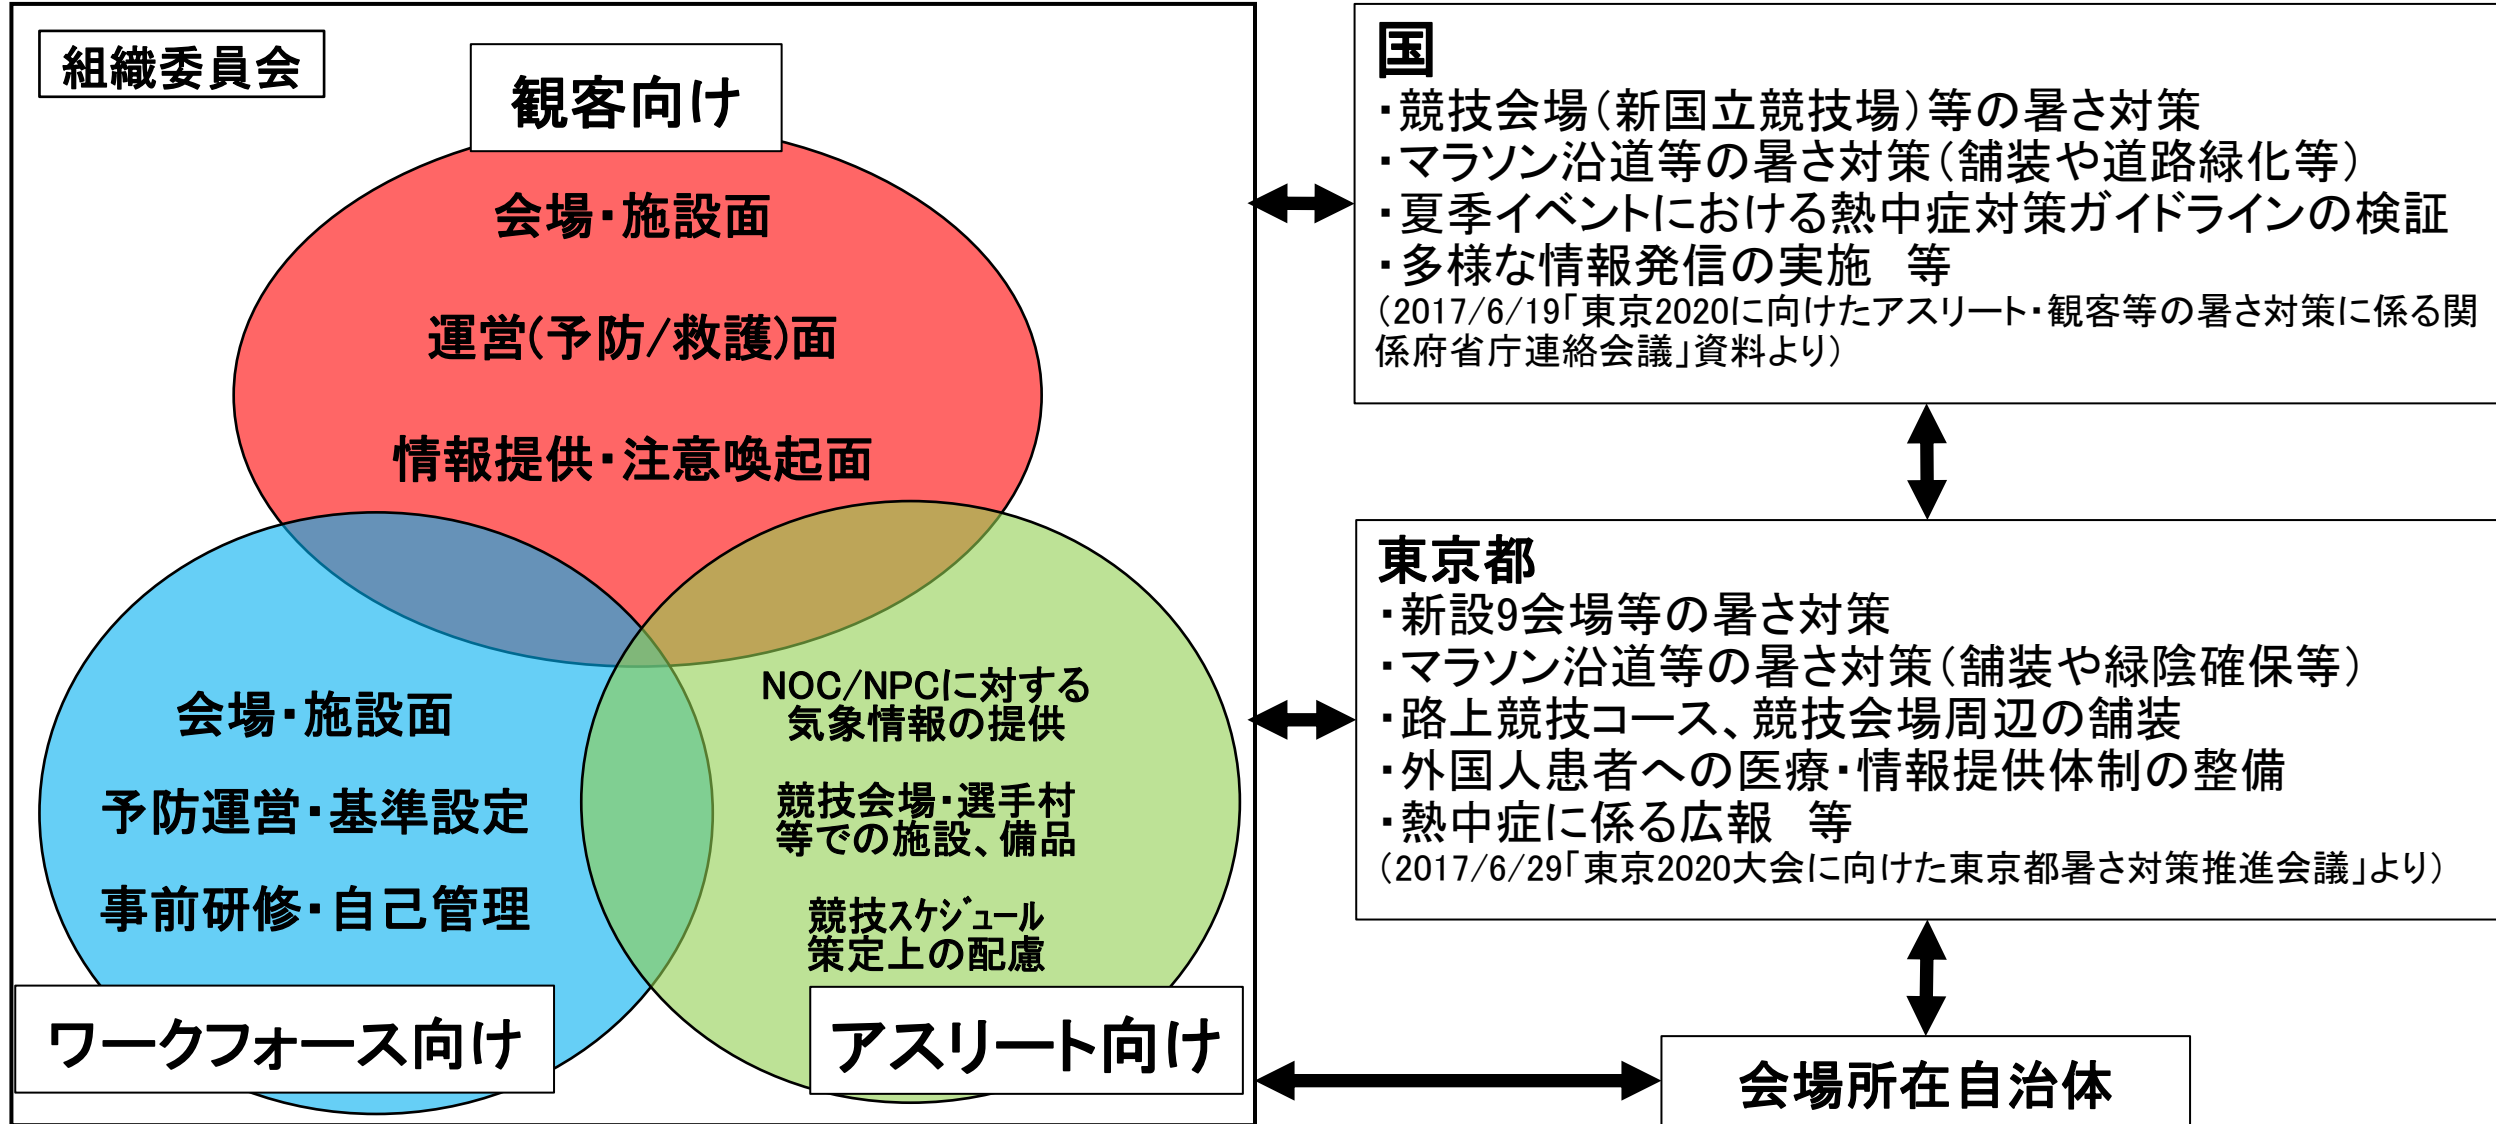 組織委員会
観客向け
会場・施設面
運営(予防/救護)面
情報提供・注意喚起面
会場・施設面
予防運営・基準設定
事前研修・自己管理
ワークフォース向け
NOC/NPCに対する
気象情報の提供
競技会場・選手村
等での施設、備品
競技スケジュール
策定上の配慮
アスリート向け
国
・競技会場（新国立競技場）等の暑さ対策
・マラソン沿道等の暑さ対策（舗装や道路緑化等）
・夏季イベントにおける熱中症対策ガイドラインの検証
・多様な情報発信の実施　等
（2017/6/19「東京2020に向けたアスリート・観客等の暑さ対策に係る関
係府省庁連絡会議」資料より）
東京都
・新設9会場等の暑さ対策
・マラソン沿道等の暑さ対策（舗装や緑陰確保等）
・路上競技コース、競技会場周辺の舗装
・外国人患者への医療・情報提供体制の整備
・熱中症に係る広報　等
（2017/6/29「東京2020大会に向けた東京都暑さ対策推進会議」より）
会場所在自治体